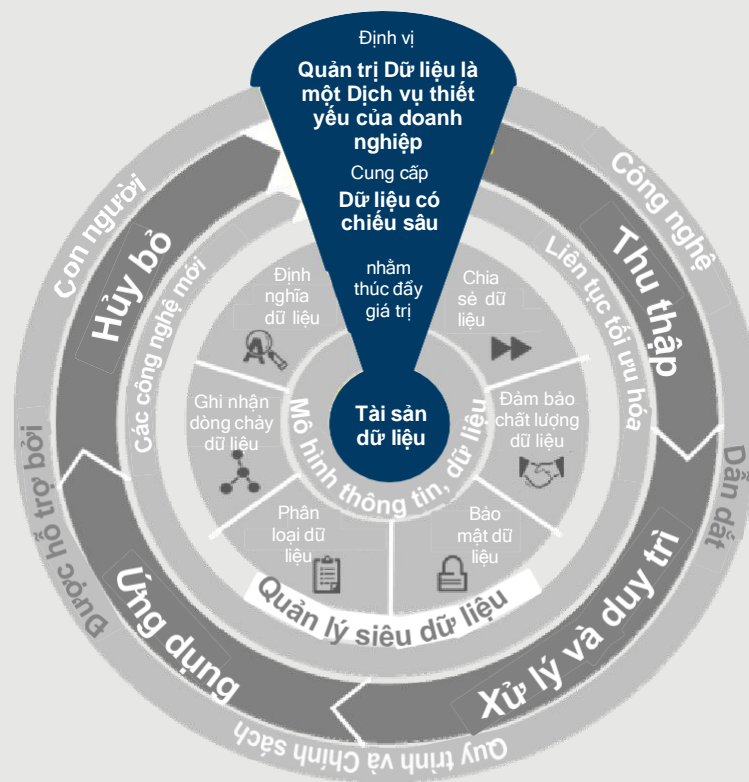 Định vị
Quản trị Dữ liệu là
một Dịch vụ thiết
yếu của doanh
nghiệp
Cung cấp
Dữ liệu có
chiếu sâu
nhằm
thúc đẩy
giá trị
Tài sản
dữ liệu
Con người
Công nghệ
Dẫn dắt
Quy trình và Chính sách
Được hỗ trợ bởi
Hủy bỏ
Thu thập
Xử lý và duy trì
Ứng dụng
Các công nghệ mới
Liên tục tối ưu hóa
Quản lý siêu dữ liệu
Định
nghĩa
dữ liệu
Chia
sẻ dữ
liệu
Ghi nhận
dòng chảy
dữ liệu
Đảm bảo
chất lượng
dữ liệu
Phân
loại dữ
liệu
Bảo
mật dữ
liệu
Mô hình thông tin, dữ liệu